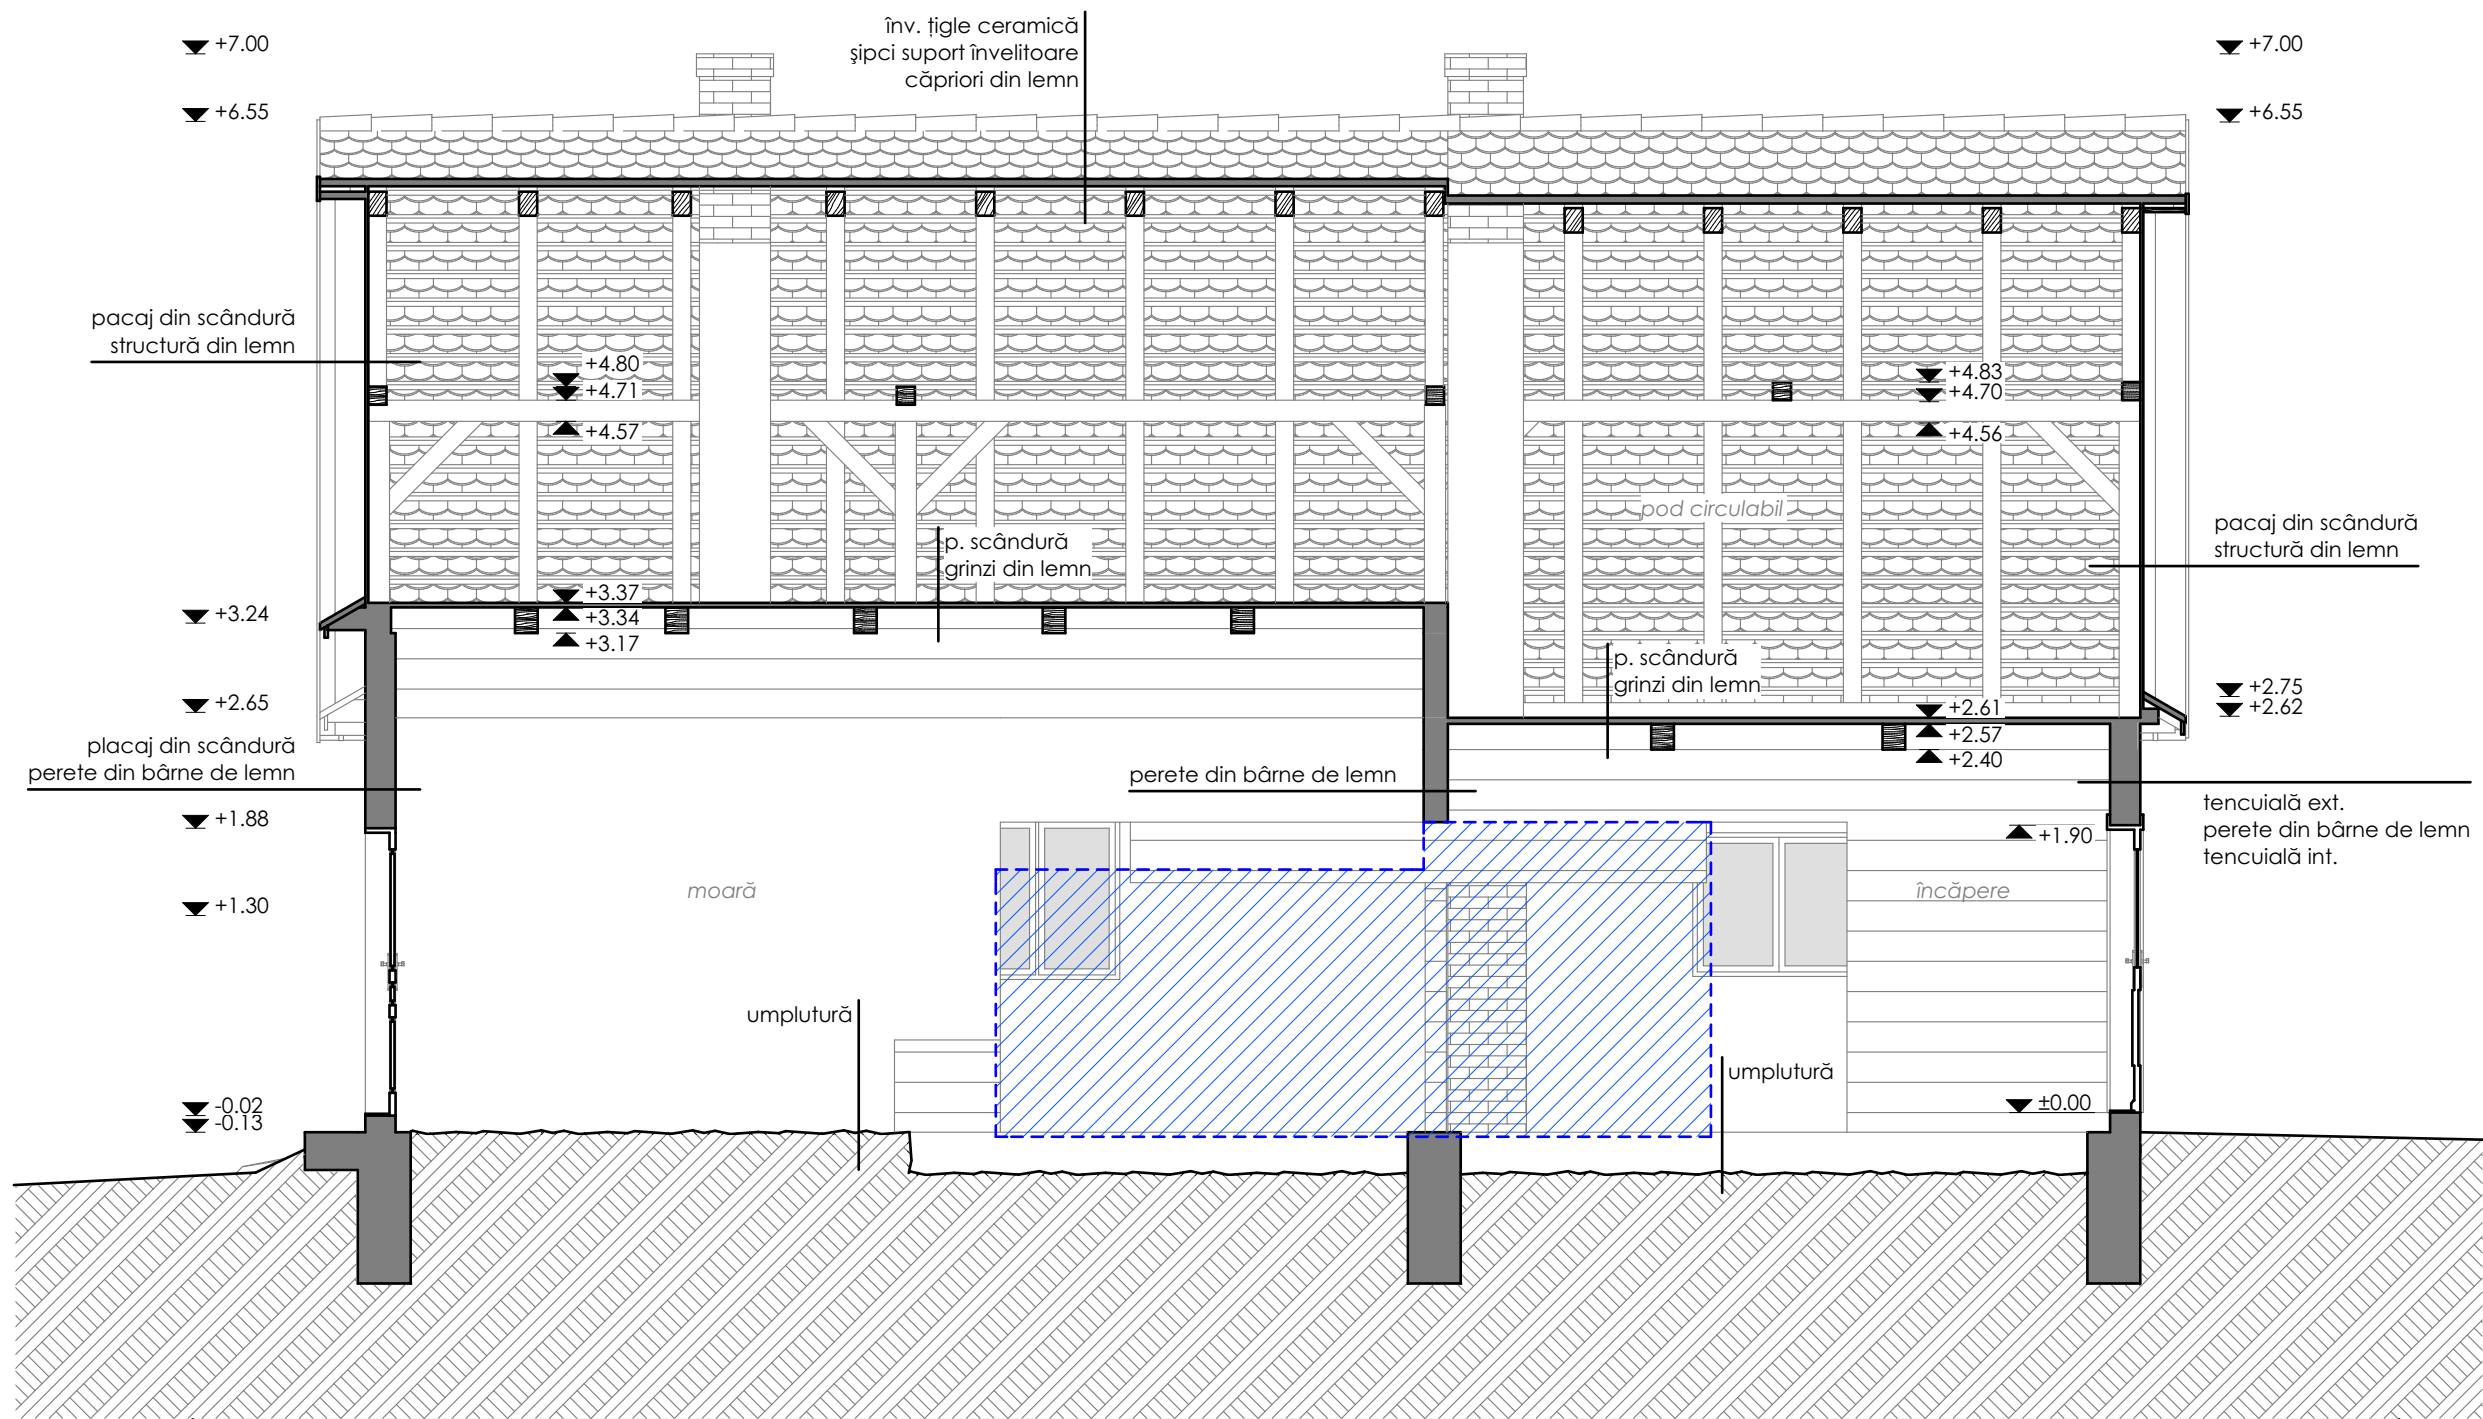 înv. țigle ceramică
șipci suport învelitoare
căpriori din lemn
+7.00
+7.00
+6.55
+6.55
pacaj din scândură
structură din lemn
+4.80
+4.71
+4.57
+4.83
+4.70
+4.56
pod circulabil
pacaj din scândură
structură din lemn
p. scândură
grinzi din lemn
+3.37
+3.34
+3.17
+3.24
p. scândură
grinzi din lemn
+2.65
+2.75
+2.62
+2.61
+2.57
+2.40
placaj din scândură
perete din bârne de lemn
perete din bârne de lemn
tencuială ext.
perete din bârne de lemn
tencuială int.
+1.88
+1.90
moară
încăpere
+1.30
umplutură
umplutură
-0.02
-0.13
±0.00